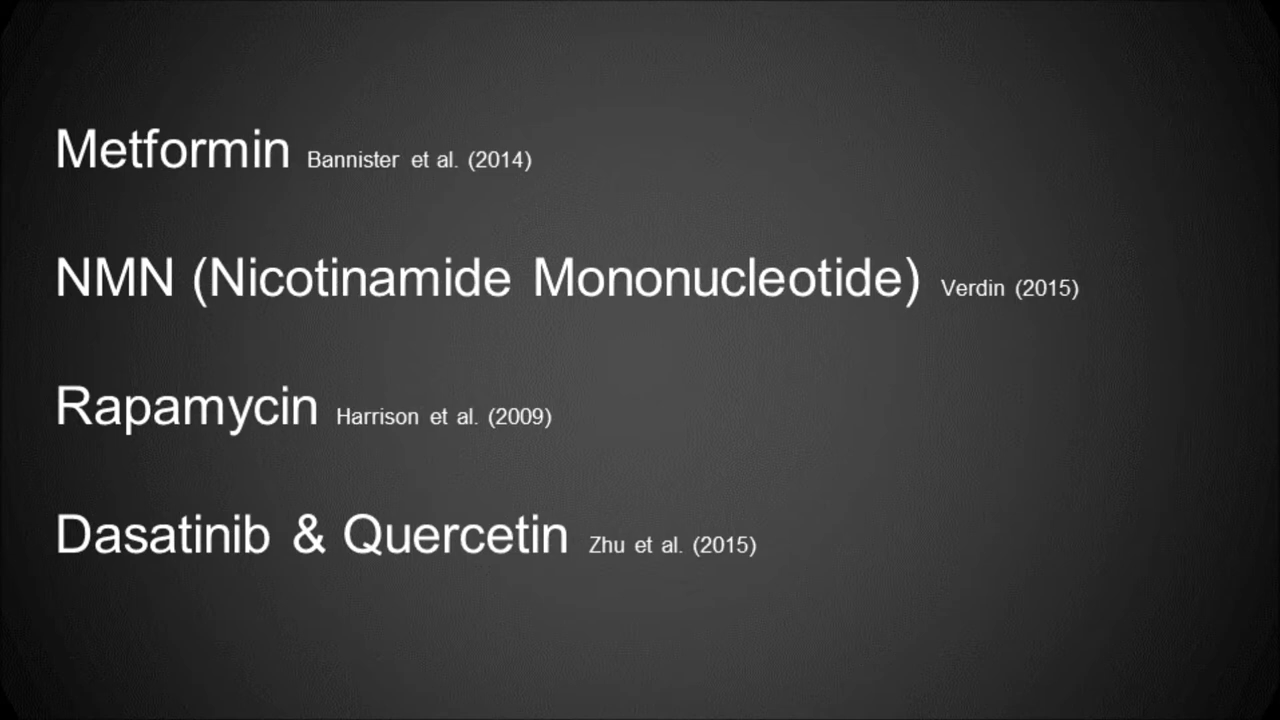 Metformin Bannister et al. (2014)
NMN (Nicotinamide Mononucleotide) Verdin (2015)
Rapamycin Harrison et al. (2009)
Dasatinib & Quercetin Zhu et al. (2015)